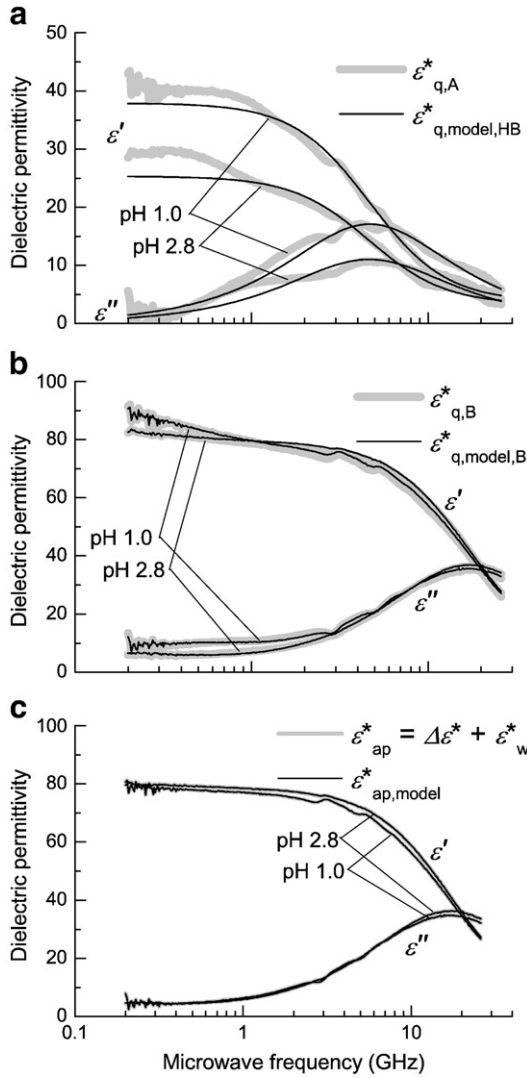 a
50
40
30
20
10
0
Dielectric permittivity
ε*q,A
ε*q,model,HB
ε′
pH 1.0
pH 2.8
ε″
b
100
80
60
40
20
0
Dielectric permittivity
ε*q,B
ε*q,model,B
ε′
pH 1.0
pH 2.8
ε″
c
100
80
60
40
20
0
Dielectric permittivity
ε*ap = Δε* + ε*w
ε*ap,model
pH 2.8
pH 1.0
ε′
ε″
0.1 1 10
Microwave frequency (GHz)